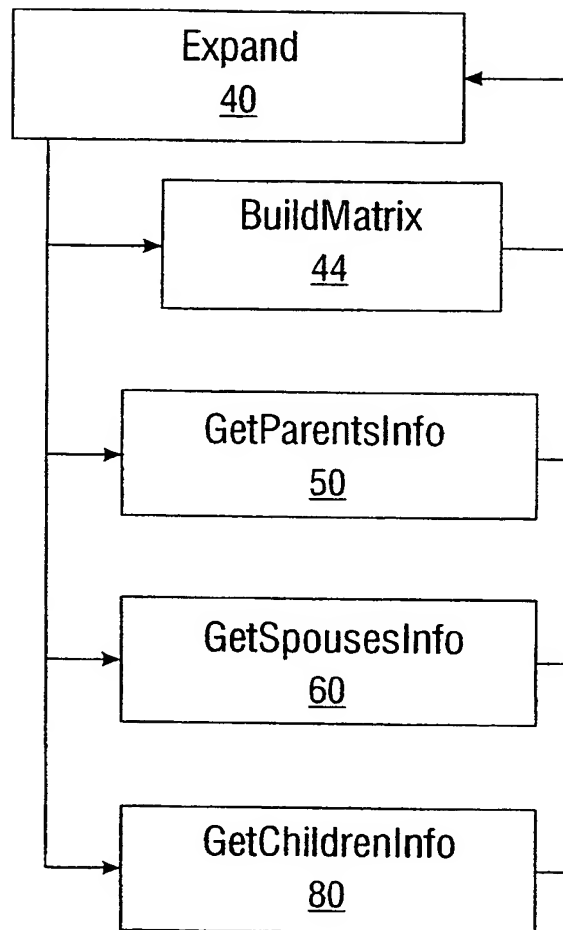 Expand
40
BuildMatrix
44
GetParentsInfo
50
GetSpousesInfo
60
GetChildrenInfo
80